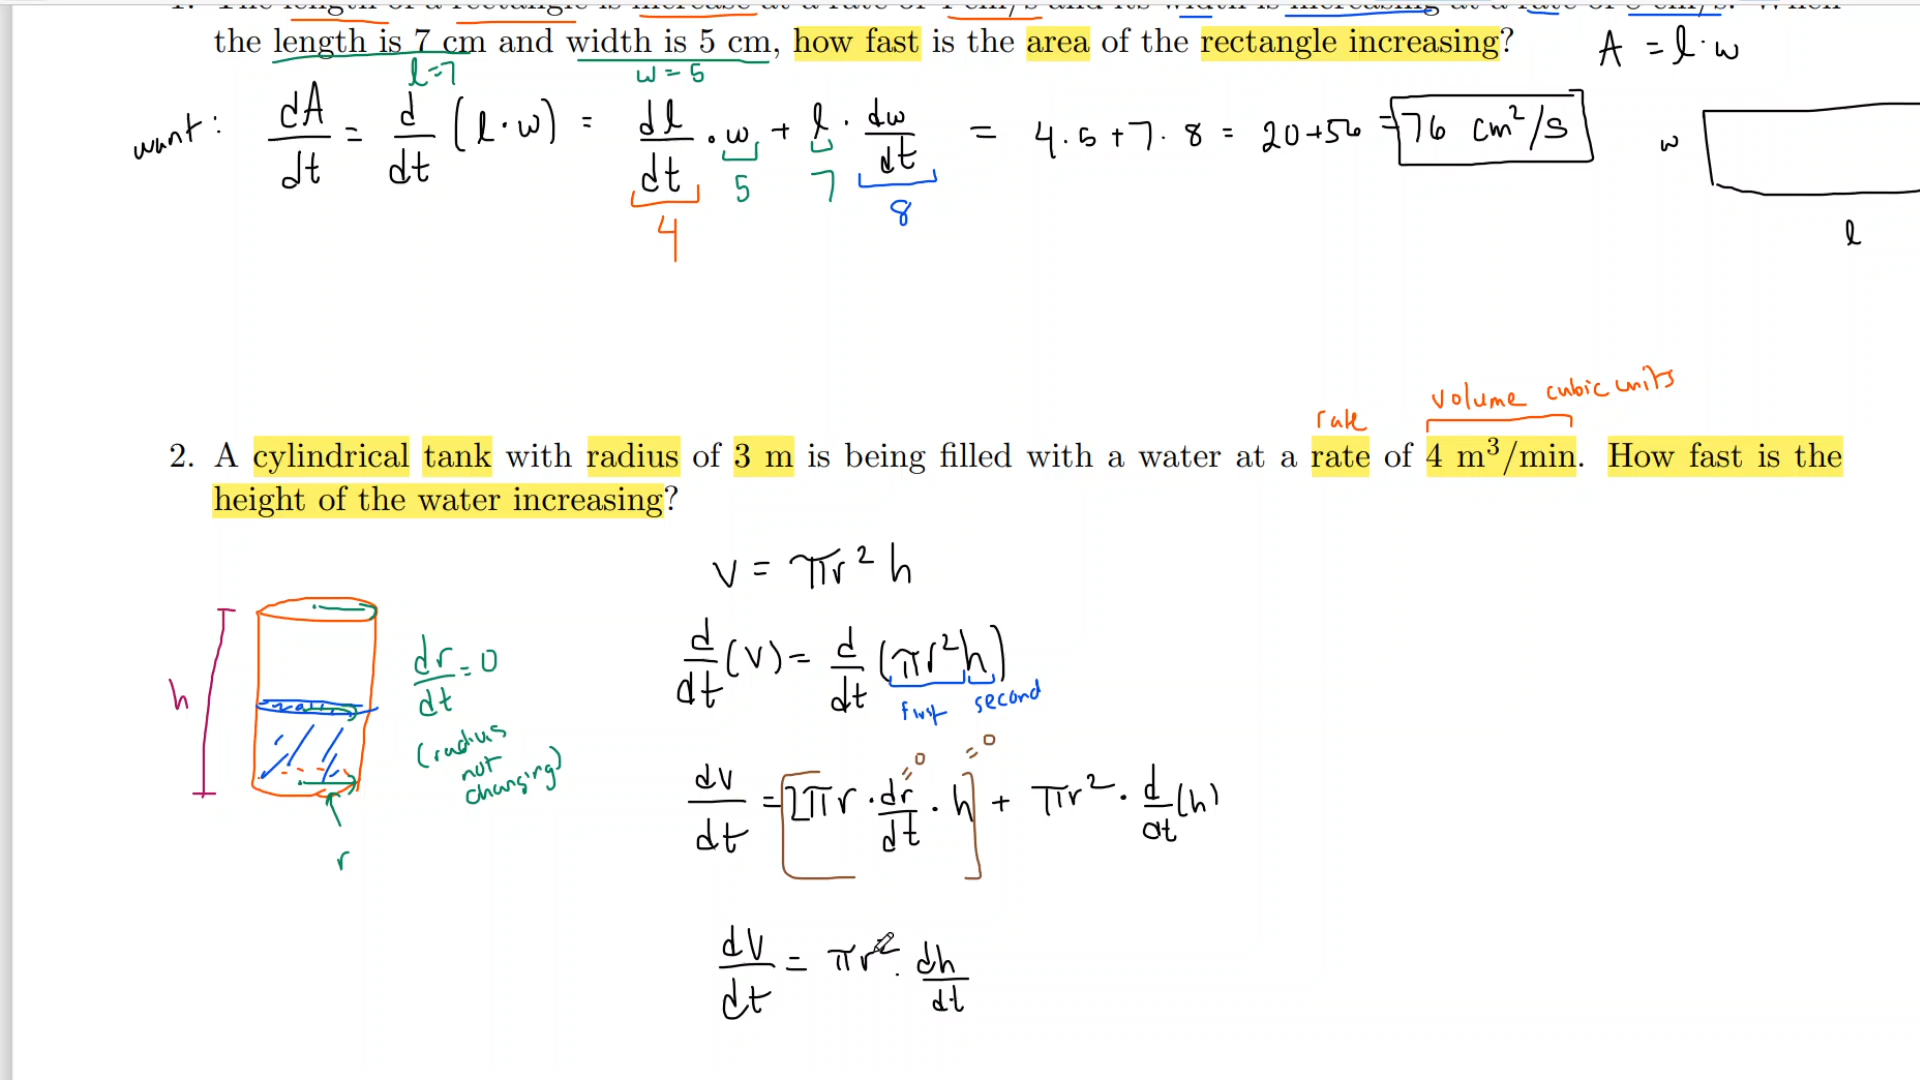 the length is 7 cm and width is 5 cm, how fast is the area of the rectangle increasing? A = l·w
l=7 w=5
want: dA/dt = d/dt (l·w) = dl/dt · w + l · dw/dt = 4·5+7·8 = 20+56 = 76 cm²/s
w
4 5 7 8
l
volume cubic units
rate
2. A cylindrical tank with radius of 3 m is being filled with a water at a rate of 4 m³/min. How fast is the
height of the water increasing?
V = πr²h
d/dt (V) = d/dt (πr²h)
first second
h
dr/dt = 0
(radius
not
changing)
r
=0 =0
dV/dt = [2πr · dr/dt · h] + πr² · d/dt (h)
dV/dt = πr² · dh/dt